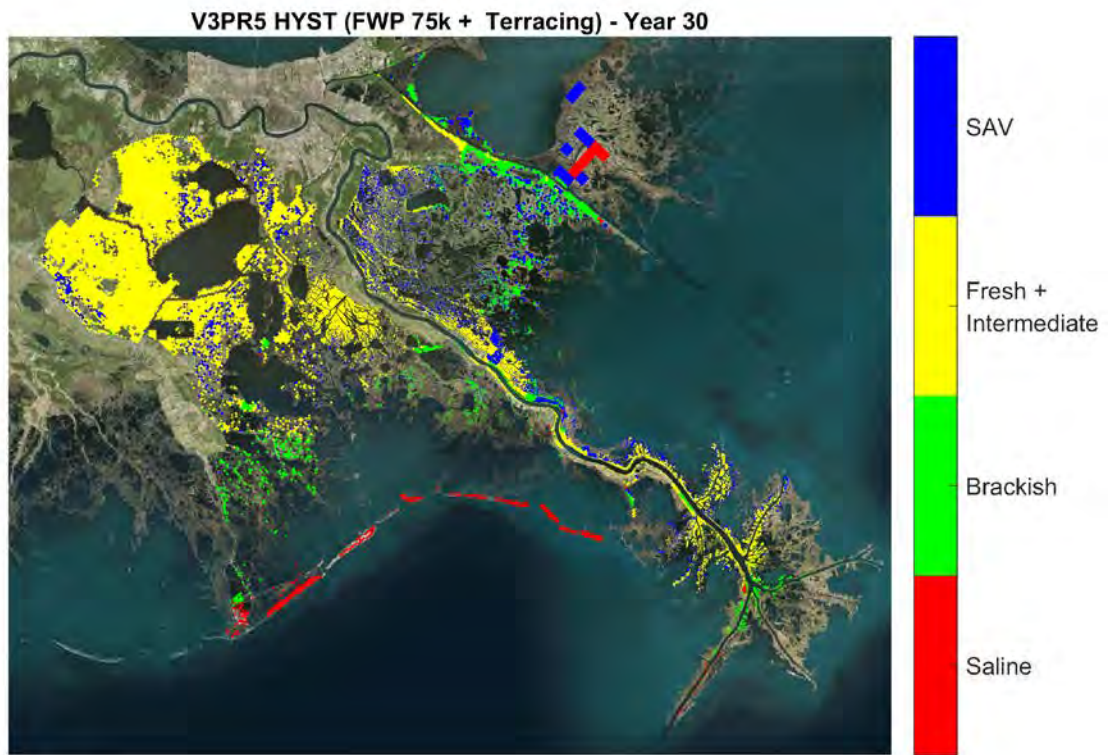 V3PR5 HYST (FWP 75k +  Terracing) - Year 30
SAV
Fresh +
Intermediate
Brackish
Saline